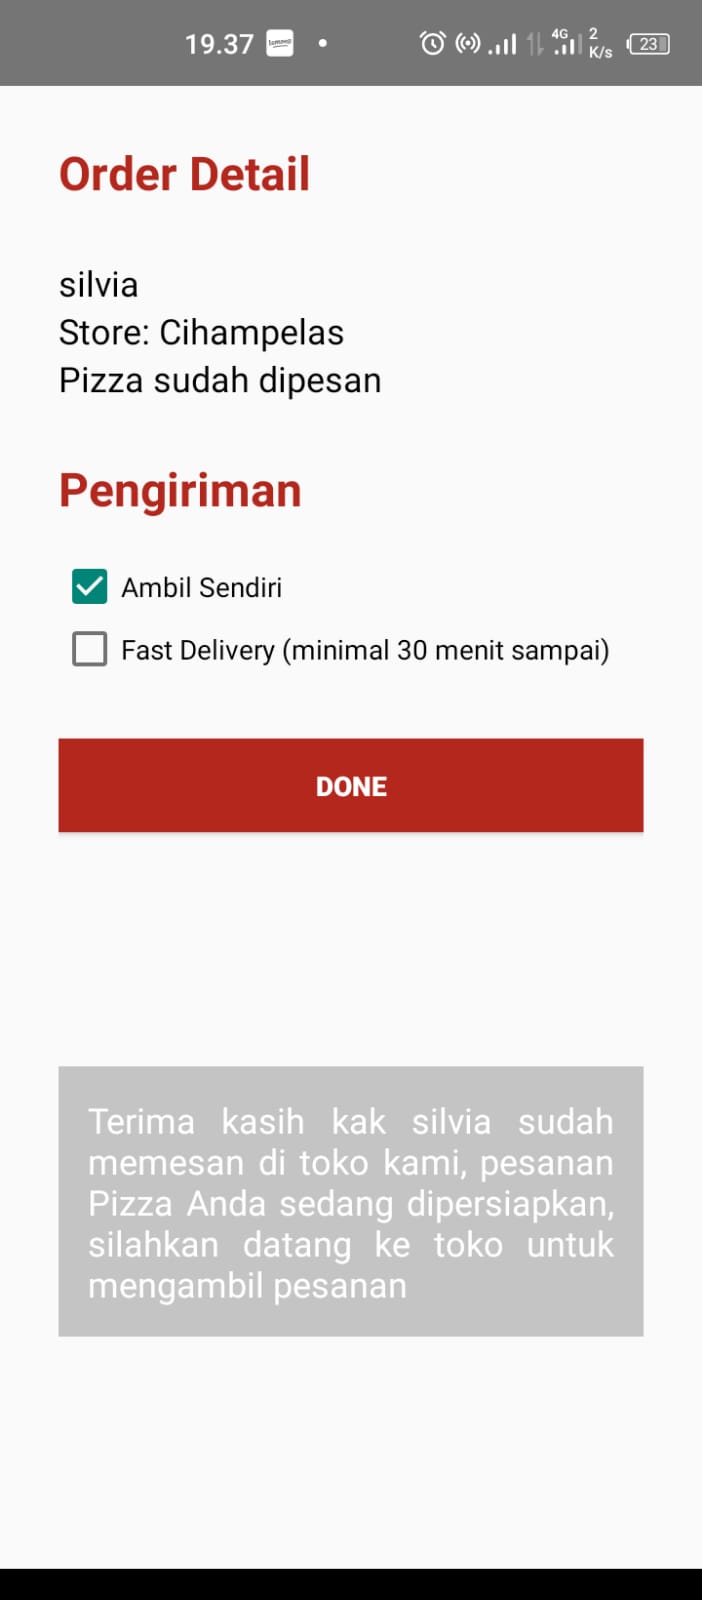 19.37
4G 2 K/s 23
Order Detail
silvia
Store: Cihampelas
Pizza sudah dipesan
Pengiriman
Ambil Sendiri
Fast Delivery (minimal 30 menit sampai)
DONE
Terima kasih kak silvia sudah
memesan di toko kami, pesanan
Pizza Anda sedang dipersiapkan,
silahkan datang ke toko untuk
mengambil pesanan